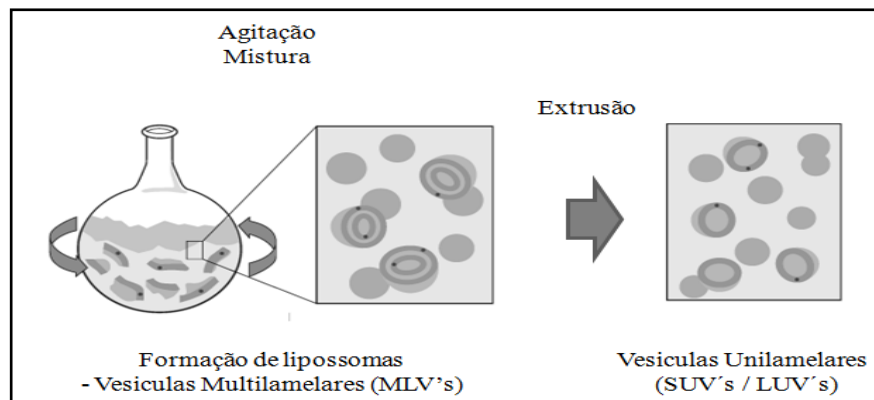 Agitação
Mistura
Extrusão
Formação de lipossomas
- Vesiculas Multilamelares (MLV's)
Vesiculas Unilamelares
(SUV´s / LUV´s)